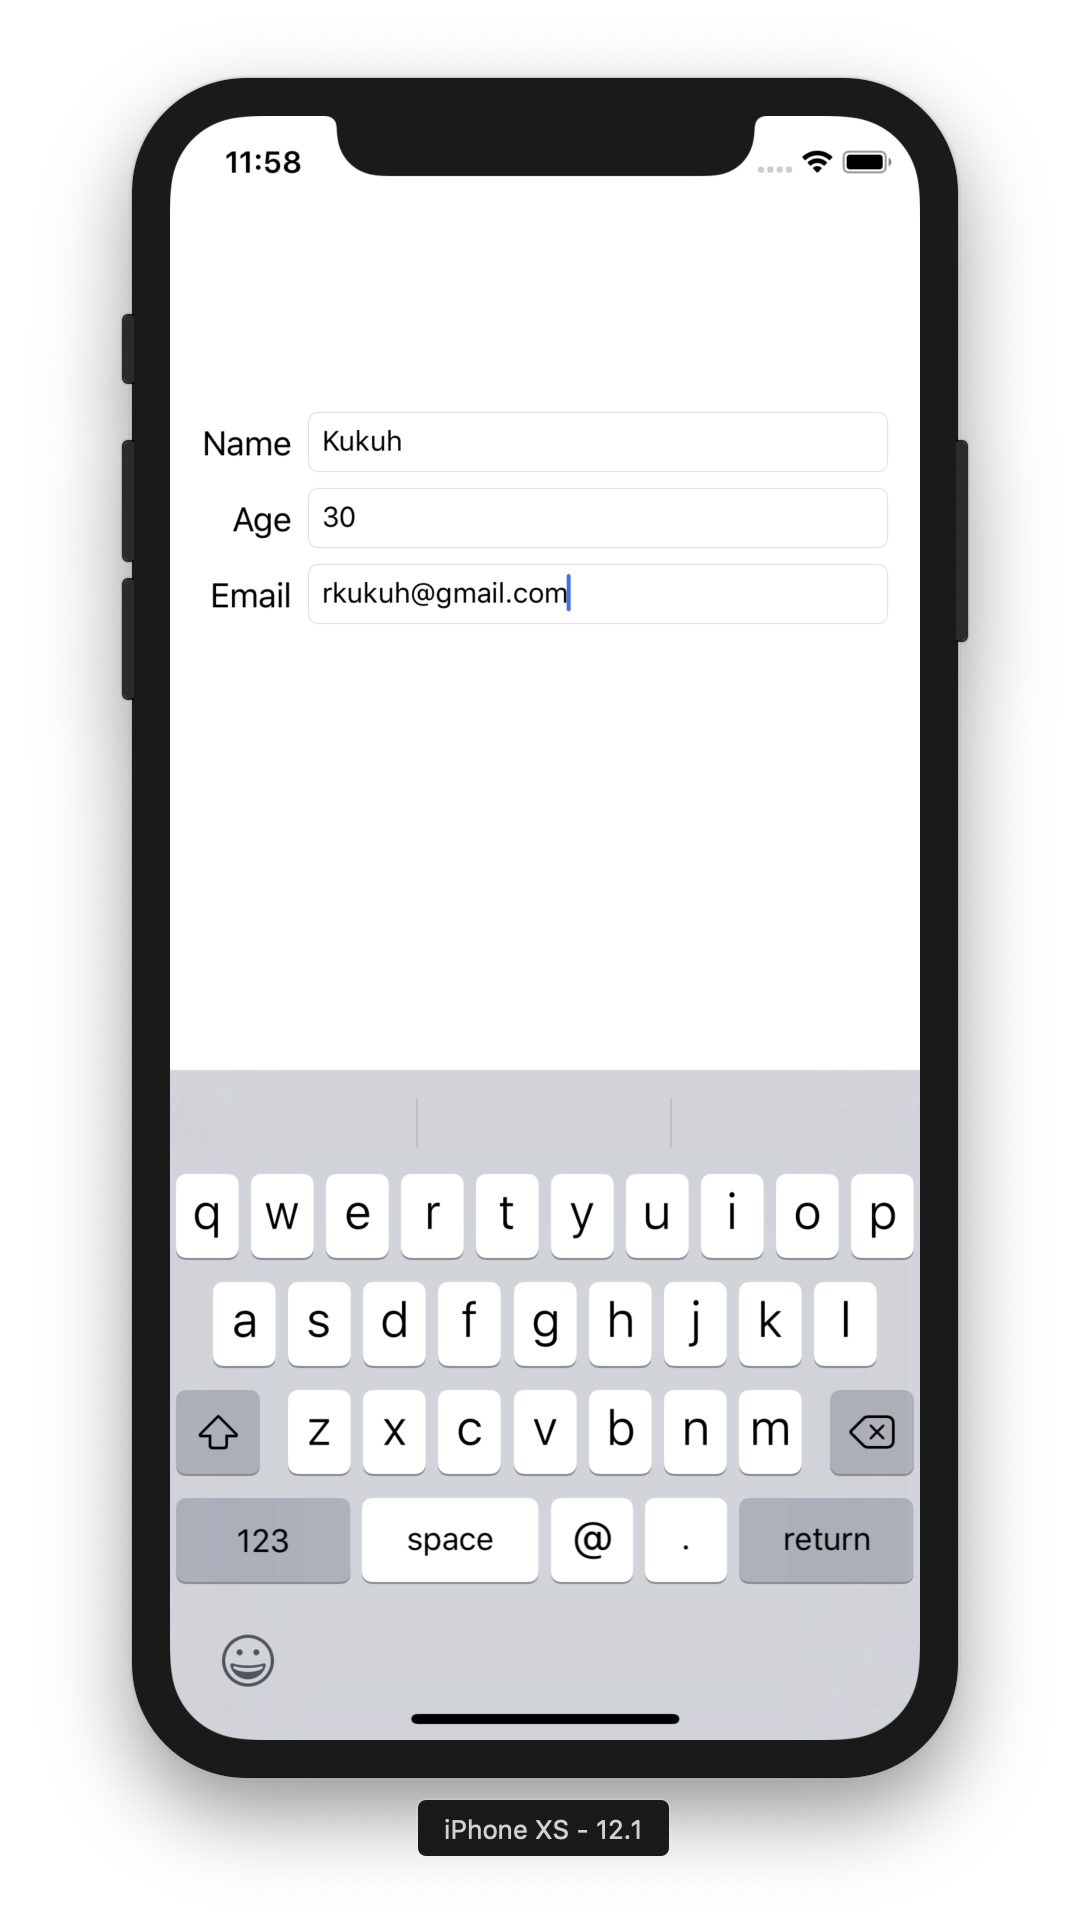 11:58
Name Kukuh
Age 30
Email rkukuh@gmail.com
q w e r t y u i o p
a s d f g h j k l
z x c v b n m
123 space @ . return
iPhone XS - 12.1